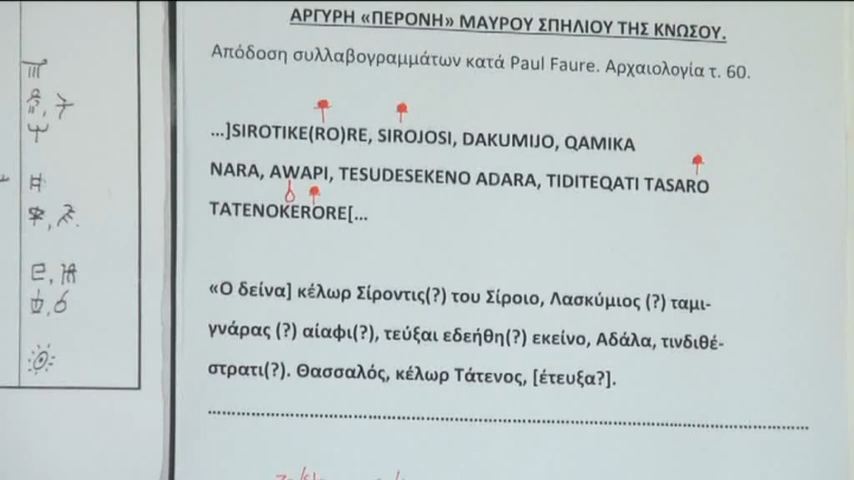 ΑΡΓΥΡΗ «ΠΕΡΟΝΗ» ΜΑΥΡΟΥ ΣΠΗΛΙΟΥ ΤΗΣ ΚΝΩΣΟΥ.
Απόδοση συλλαβογραμμάτων κατά Paul Faure. Αρχαιολογία τ. 60.
...]SIROTIKE(RO)RE, SIROJOSI, DAKUMIJO, QAMIKA
NARA, AWAPI, TESUDESEKENO ADARA, TIDITEQATI TASARO
TATENOKERORE[...
«Ο δείνα] κέλωρ Σίροντις(?) του Σίροιο, Λασκύμιος (?) ταμι-
γνάρας (?) αίαφι(?), τεύξαι εδεήθη(?) εκείνο, Αδάλα, τινδιθέ-
στρατι(?). Θασσαλός, κέλωρ Τάτενος, [έτευξα?].